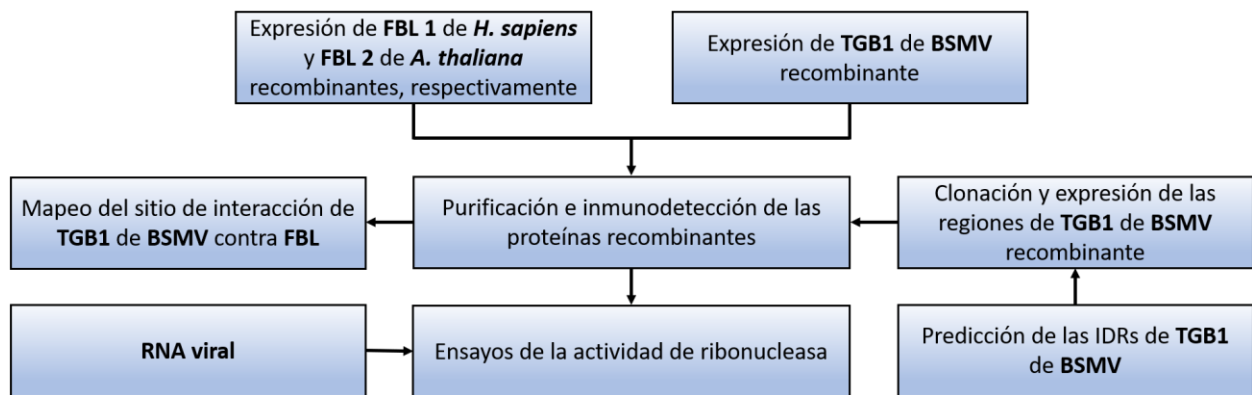 Expresión de FBL 1 de H. sapiens
y FBL 2 de A. thaliana
recombinantes, respectivamente
Expresión de TGB1 de BSMV
recombinante
Mapeo del sitio de interacción de
TGB1 de BSMV contra FBL
Purificación e inmunodetección de las
proteínas recombinantes
Clonación y expresión de las
regiones de TGB1 de BSMV
recombinante
RNA viral
Ensayos de la actividad de ribonucleasa
Predicción de las IDRs de TGB1
de BSMV